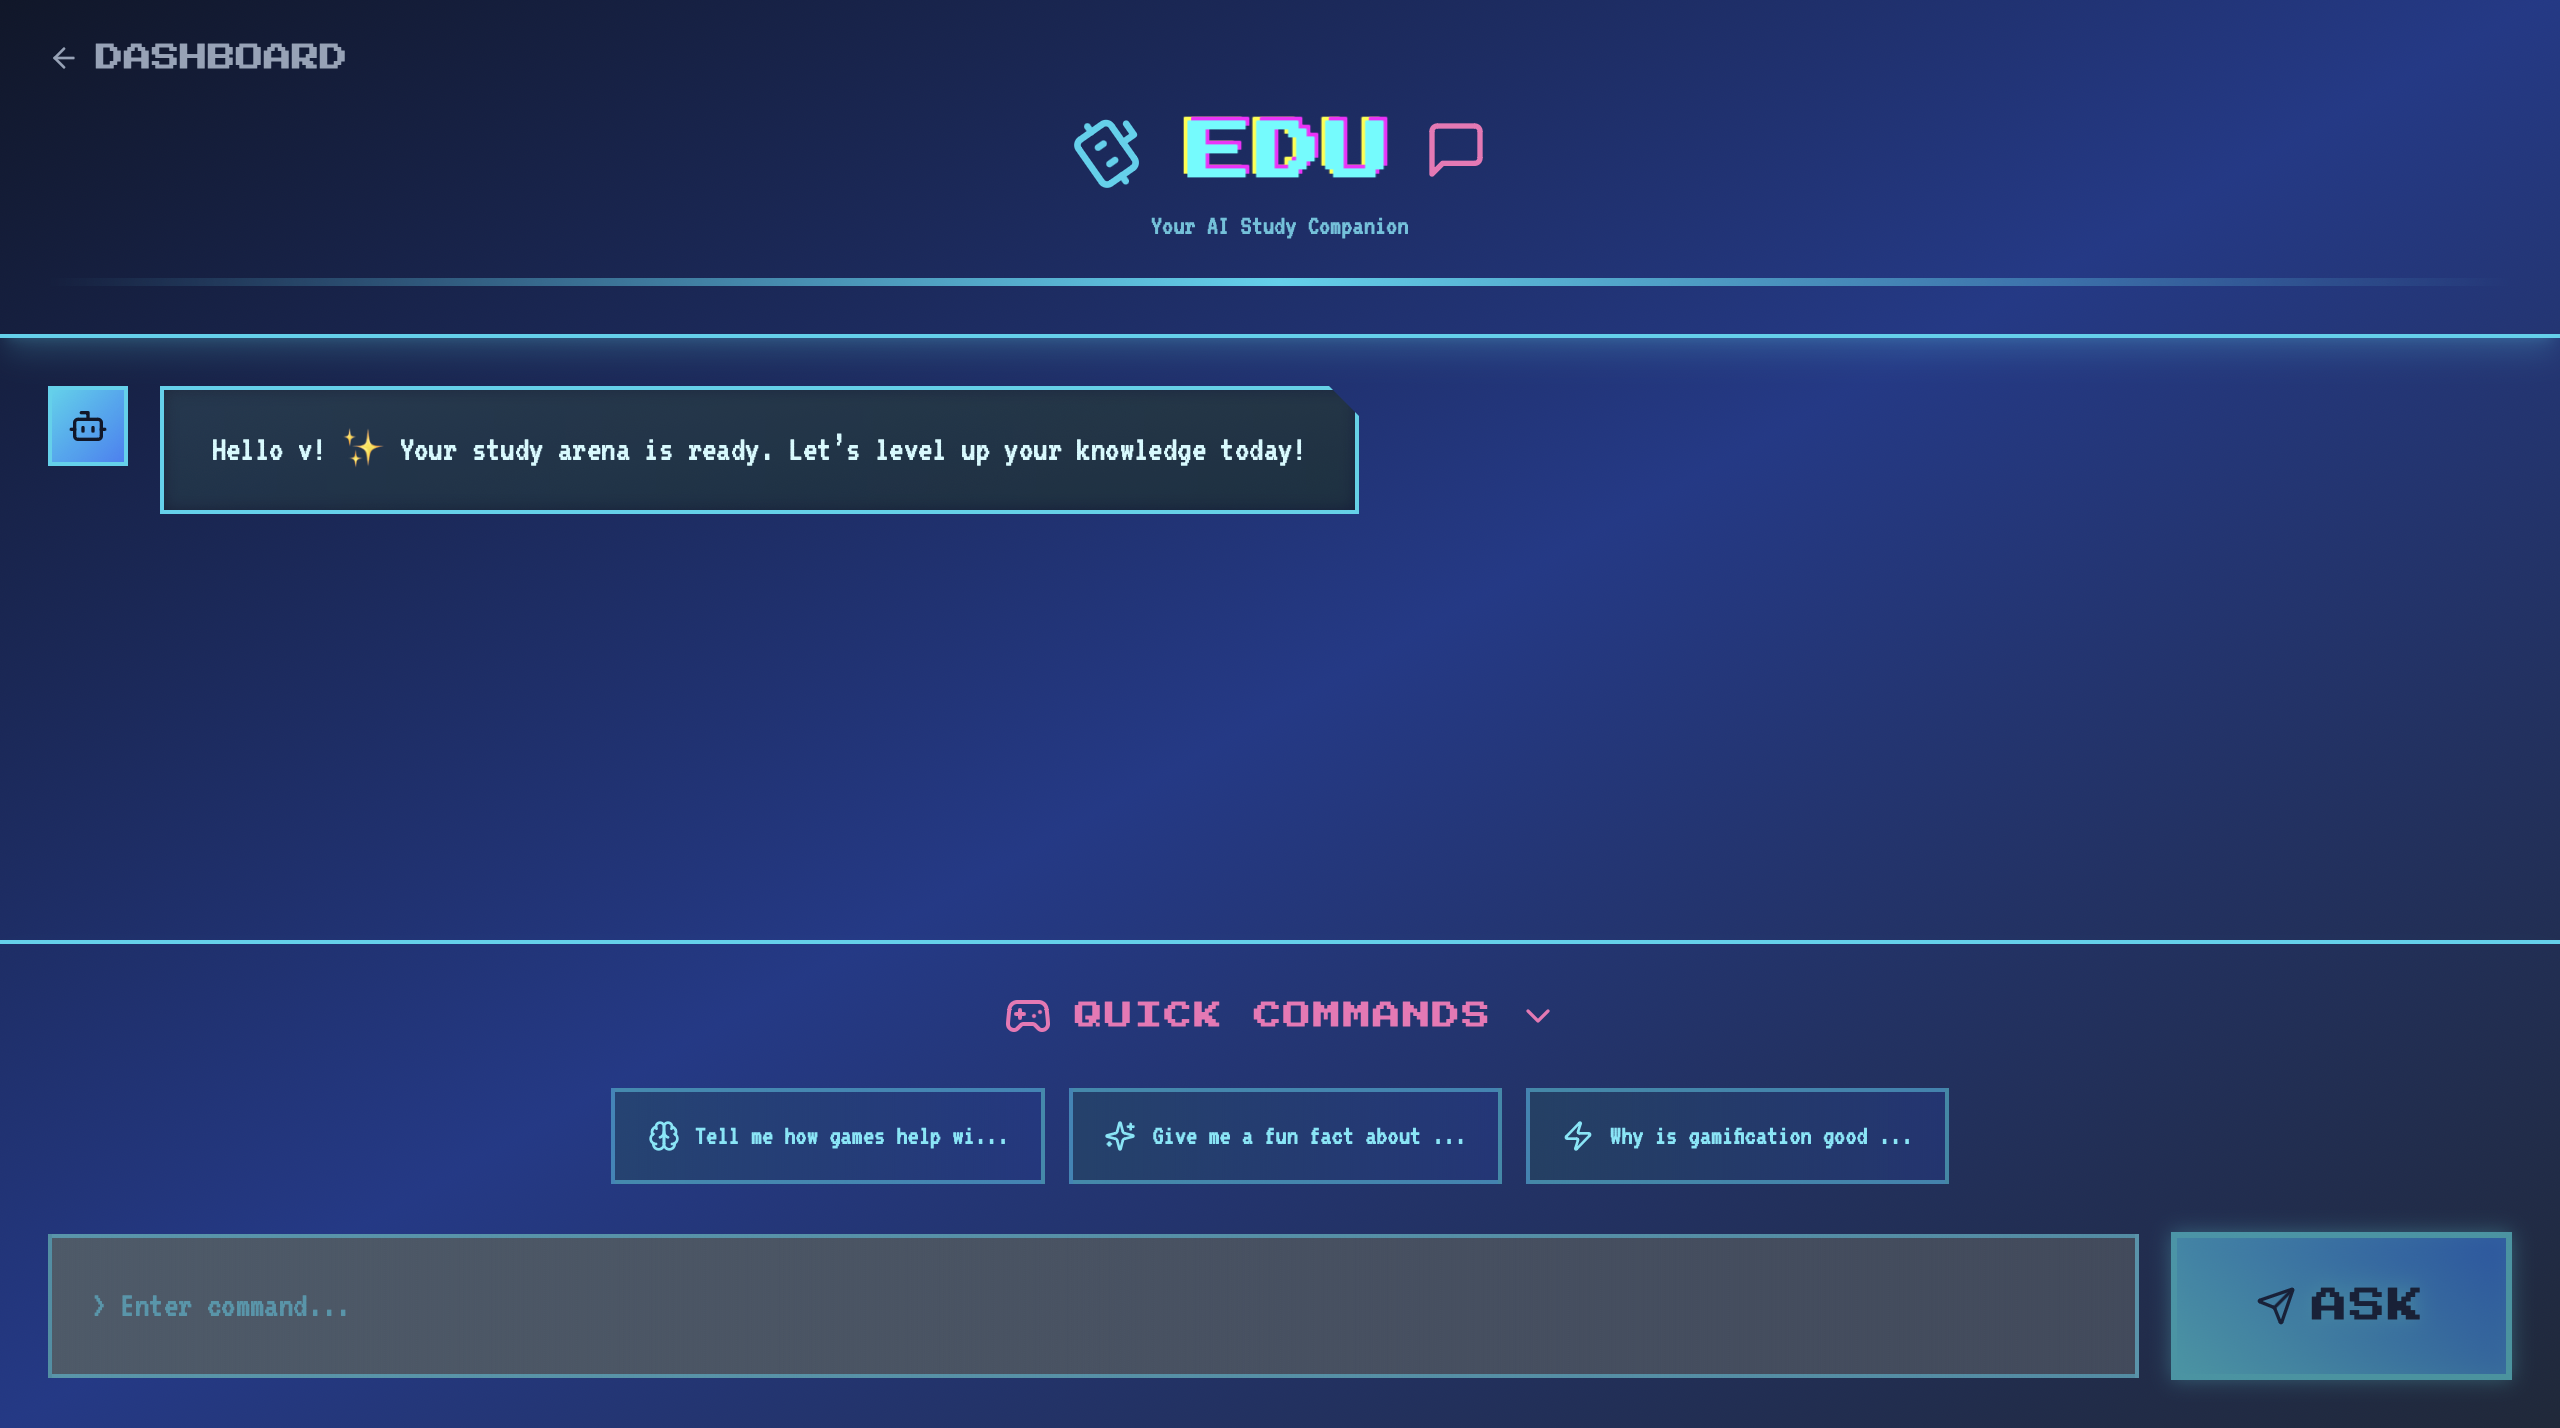 DASHBOARD
EDU
Your AI Study Companion
Hello v! ✨ Your study arena is ready. Let's level up your knowledge today!
QUICK COMMANDS
Tell me how games help wi...
Give me a fun fact about ...
Why is gamification good ...
> Enter command...
ASK